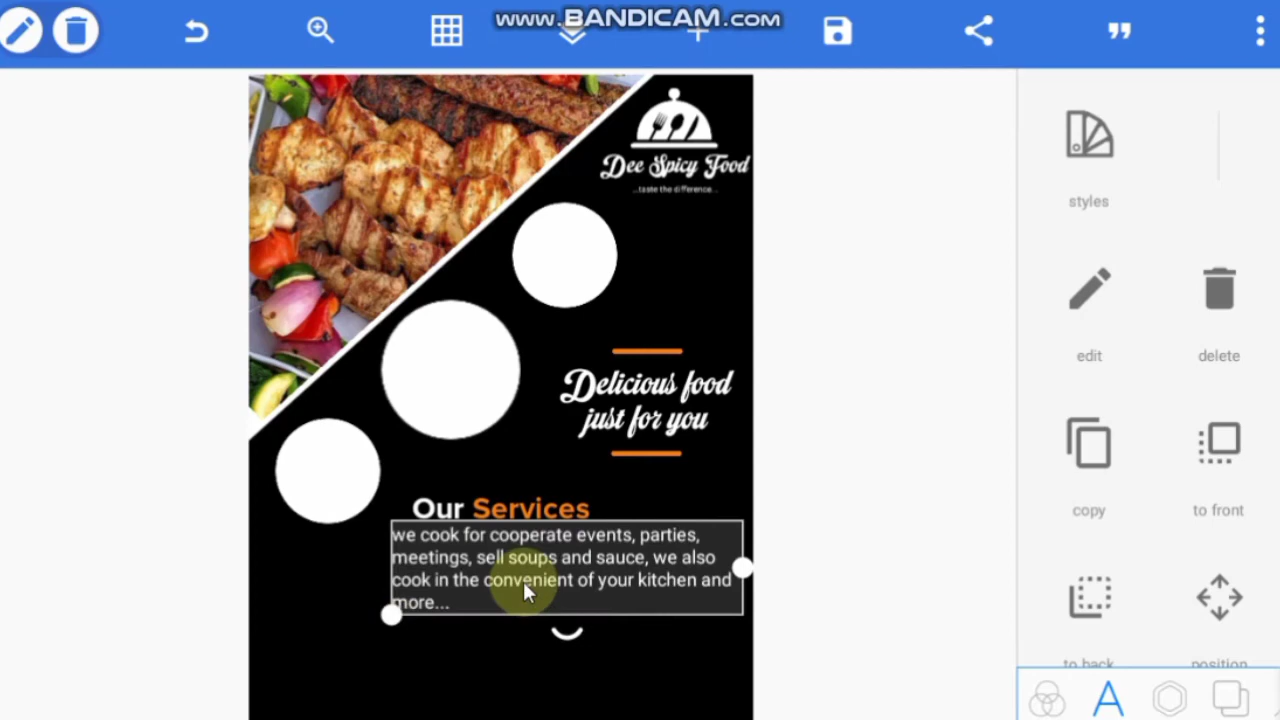 www.BANDICAM.com
Dee Spicy Food
...taste the difference...
styles
edit
delete
Delicious food
just for you
copy
to front
Our Services
we cook for cooperate events, parties,
meetings, sell soups and sauce, we also
cook in the convenient of your kitchen and
more...
to back
position